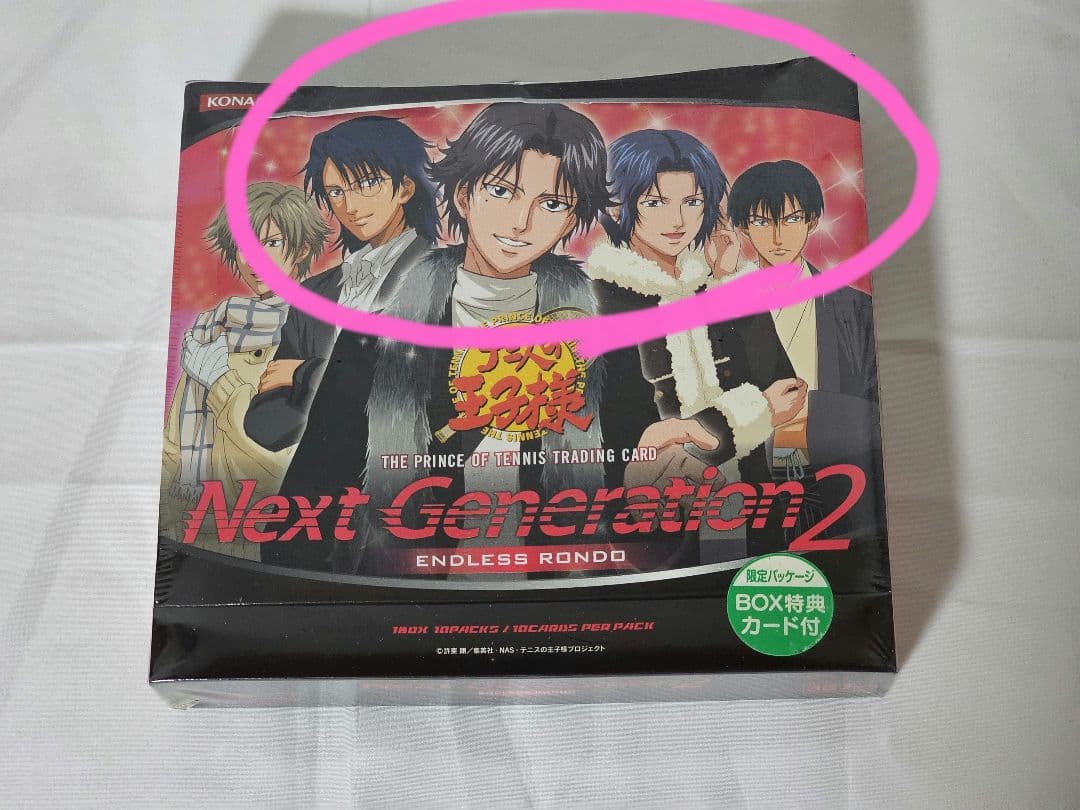 KONA
テニスの
王子様
THE PRINCE OF TENNIS TRADING CARD
Next Generation2
ENDLESS RONDO
限定パッケージ
BOX特典
カード付
1BOX 10PACKS / 10CARDS PER PACK
©許斐 剛／集英社・NAS・テニスの王子様プロジェクト